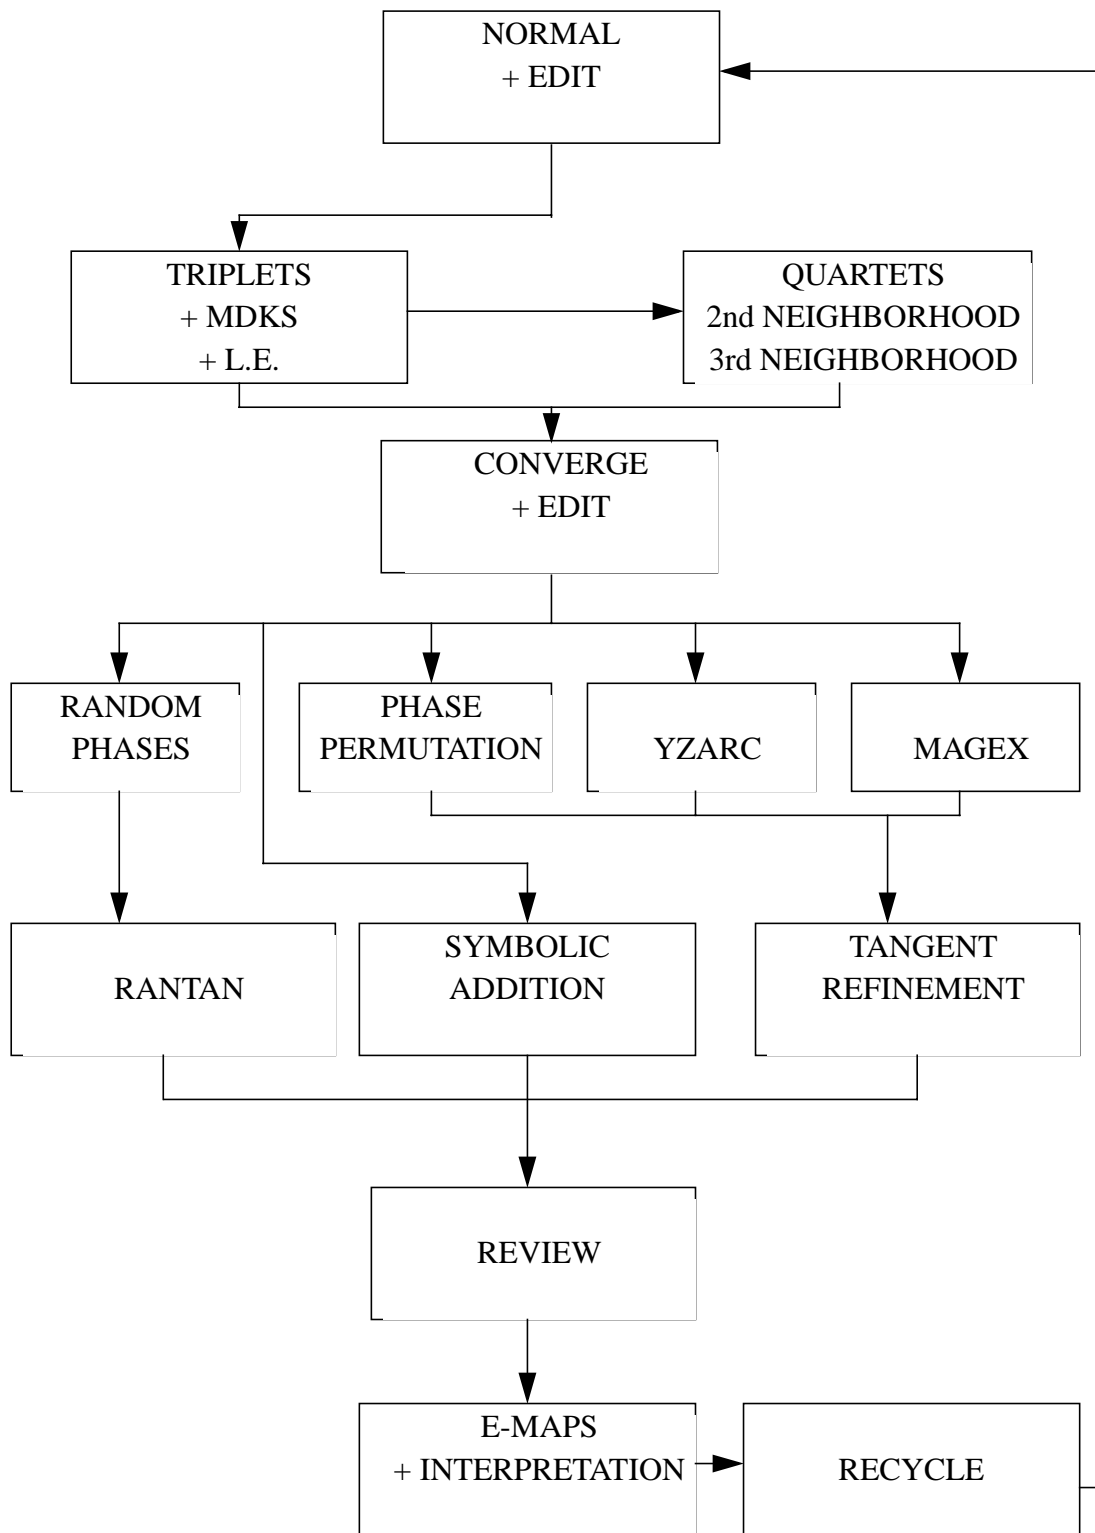 NORMAL
+ EDIT
TRIPLETS
+ MDKS
+ L.E.
QUARTETS
2nd NEIGHBORHOOD
3rd NEIGHBORHOOD
CONVERGE
+ EDIT
RANDOM
PHASES
PHASE
PERMUTATION
YZARC
MAGEX
RANTAN
SYMBOLIC
ADDITION
TANGENT
REFINEMENT
REVIEW
E-MAPS
+ INTERPRETATION
RECYCLE